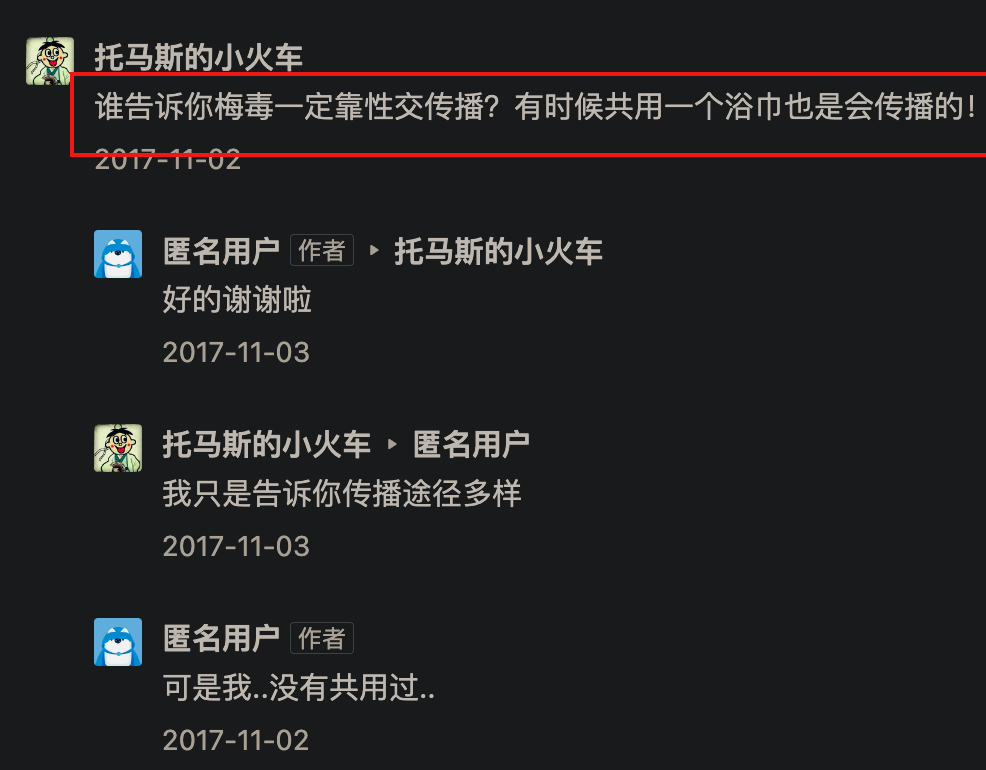 托马斯的小火车
谁告诉你梅毒一定靠性交传播？有时候共用一个浴巾也是会传播的！
2017-11-02
匿名用户 作者 ▸ 托马斯的小火车
好的谢谢啦
2017-11-03
托马斯的小火车 ▸ 匿名用户
我只是告诉你传播途径多样
2017-11-03
匿名用户 作者
可是我..没有共用过..
2017-11-02